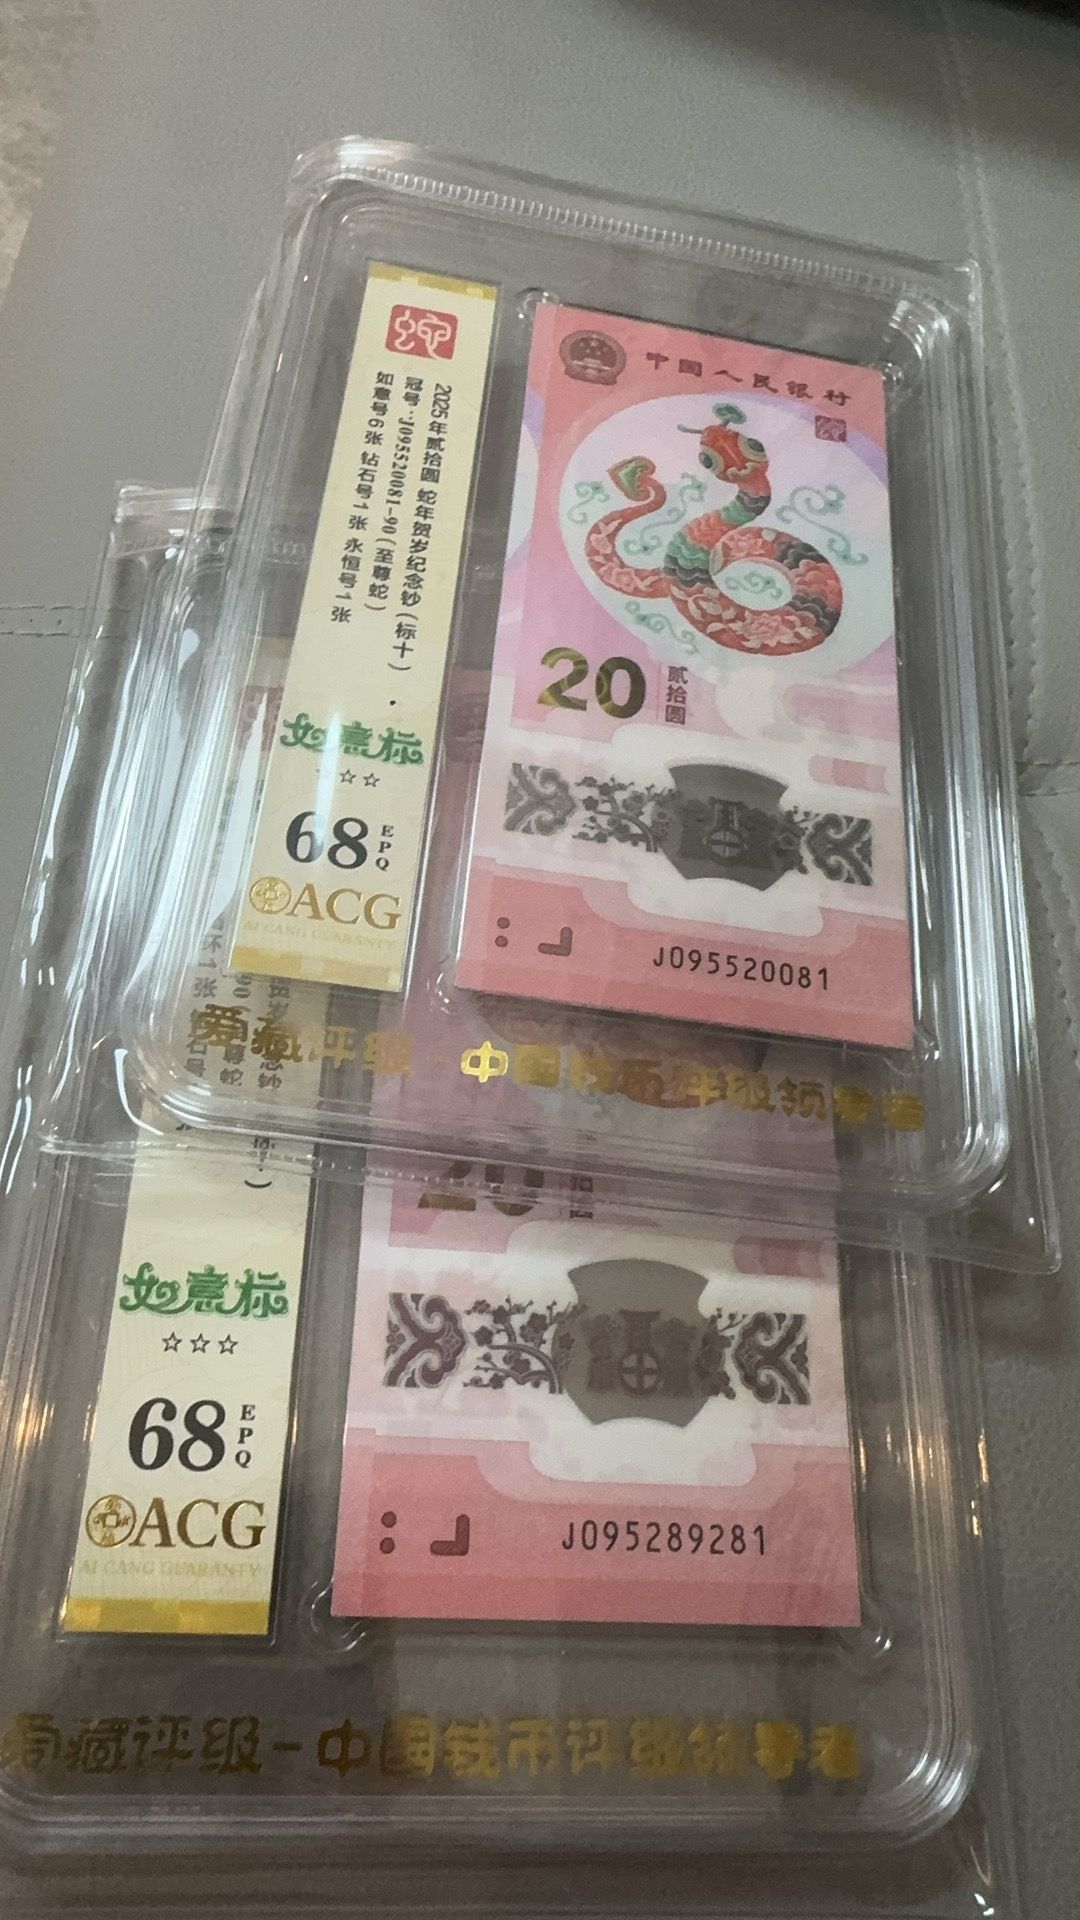 蛇
2025年贰拾圆 蛇年贺岁纪念钞(标十)
冠号:J095520081-90(至尊蛇)
如意号6张 钻石号1张 永恒号1张
如意标
☆☆☆
68
EPQ
ACG
AI CANG GUARANTY
中国人民银行
20
贰拾圆
J095520081
爱藏评级-中国钱币评级领导者
如意标
☆☆☆
68
EPQ
ACG
AI CANG GUARANTY
20
J095289281
爱藏评级-中国钱币评级领导者